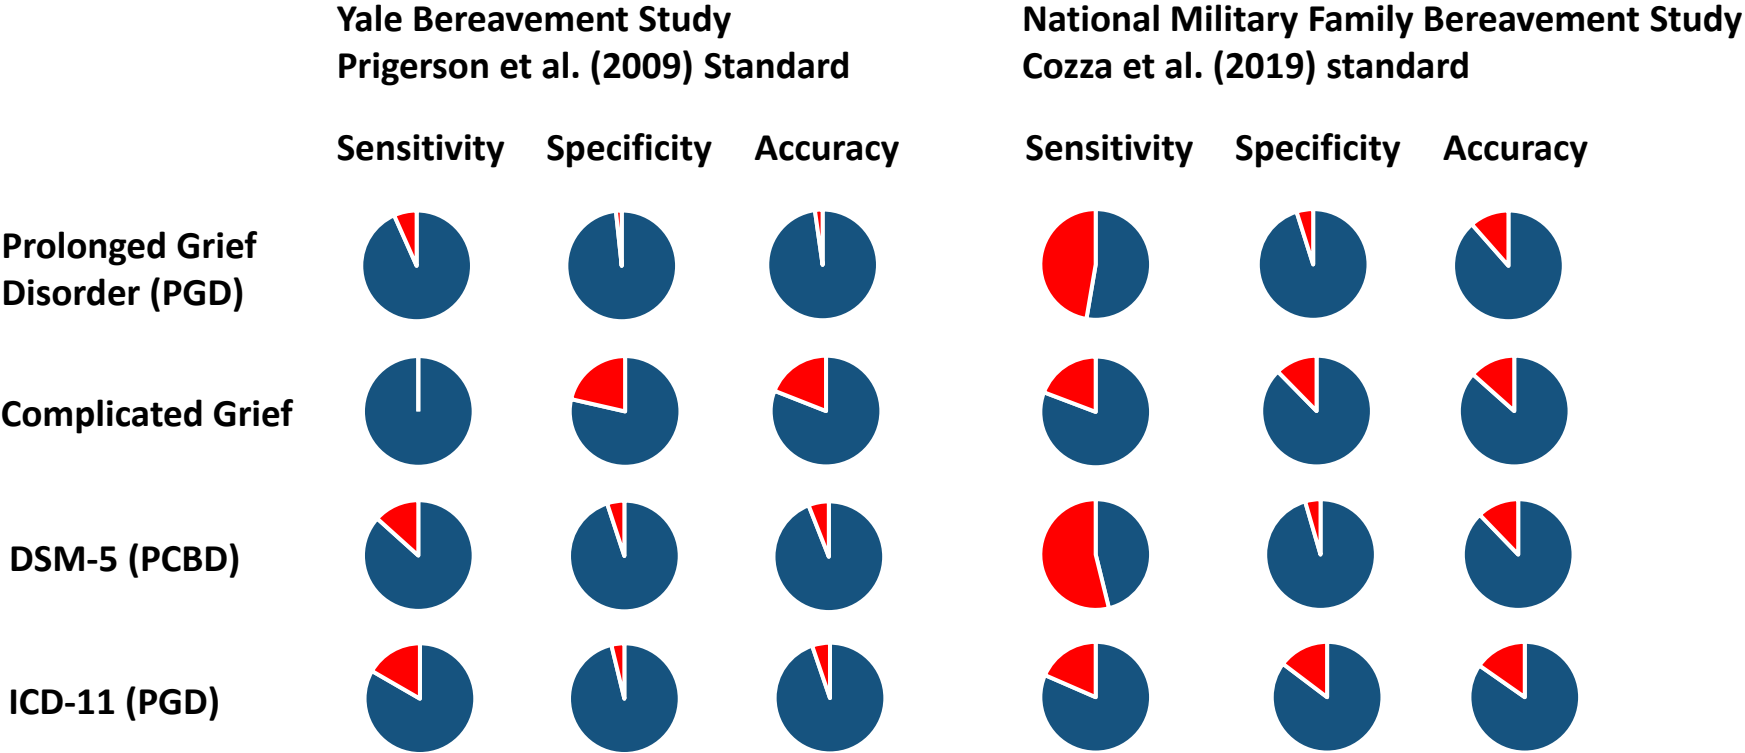 Yale Bereavement Study
Prigerson et al. (2009) Standard
National Military Family Bereavement Study
Cozza et al. (2019) standard
Sensitivity Specificity Accuracy
Sensitivity Specificity Accuracy
Prolonged Grief
Disorder (PGD)
Complicated Grief
DSM-5 (PCBD)
ICD-11 (PGD)